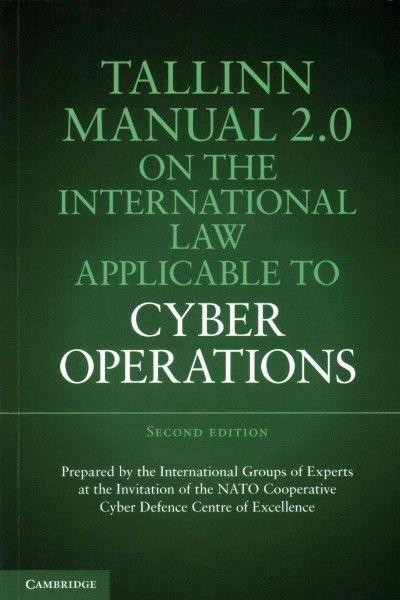 TALLINN
MANUAL 2.0
ON THE
INTERNATIONAL
LAW
APPLICABLE TO
CYBER
OPERATIONS
SECOND EDITION
Prepared by the International Groups of Experts
at the Invitation of the NATO Cooperative
Cyber Defence Centre of Excellence
CAMBRIDGE